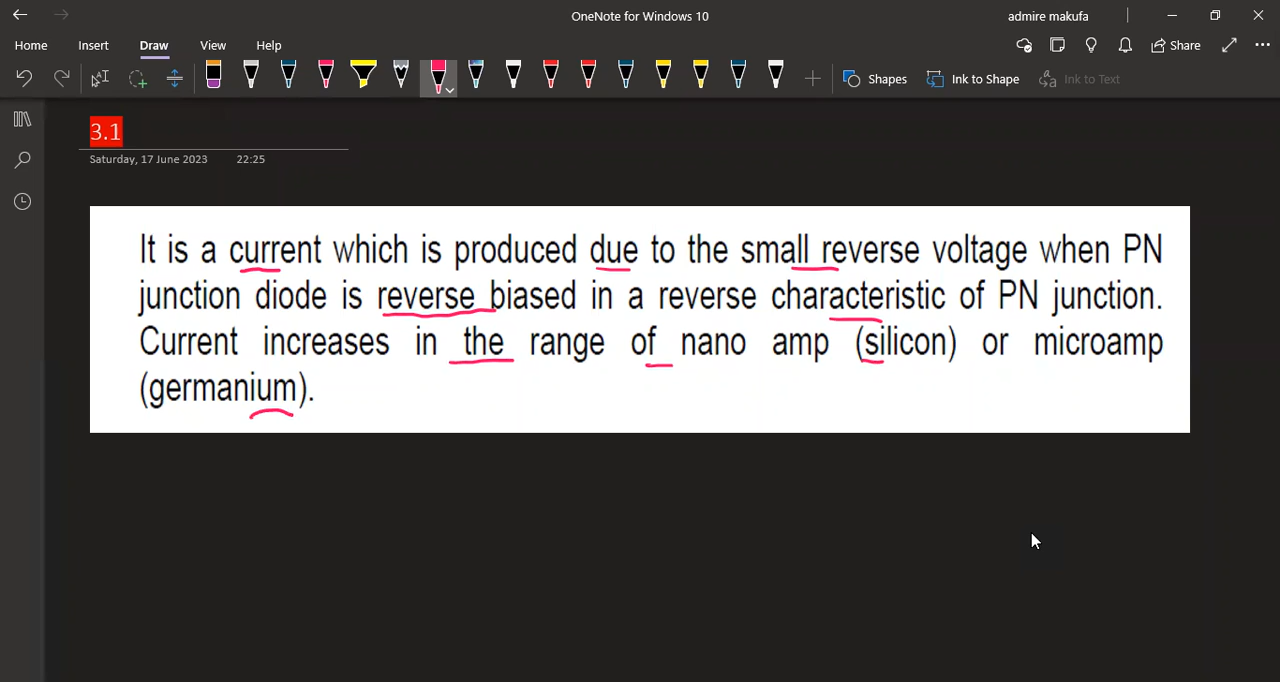 OneNote for Windows 10
admire makufa
Home Insert Draw View Help
Share
Shapes
Ink to Shape
Ink to Text
3.1
Saturday, 17 June 2023 22:25
It is a current which is produced due to the small reverse voltage when PN
junction diode is reverse biased in a reverse characteristic of PN junction.
Current increases in the range of nano amp (silicon) or microamp
(germanium).